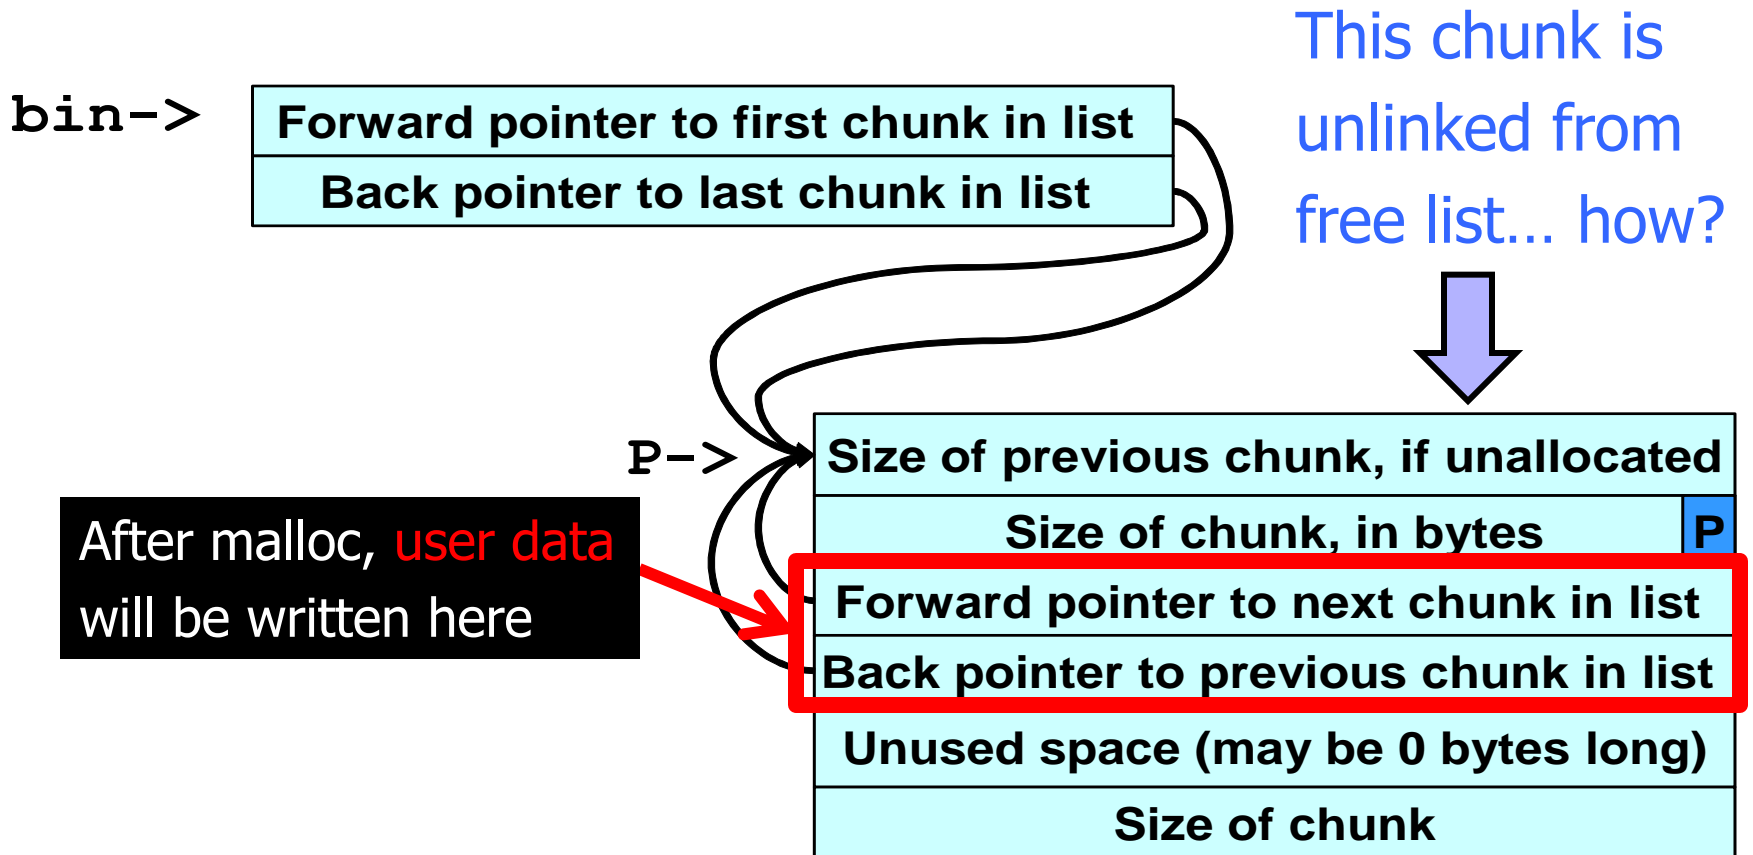 This chunk is
unlinked from
free list... how?
bin->
Forward pointer to first chunk in list
Back pointer to last chunk in list
P->
Size of previous chunk, if unallocated
Size of chunk, in bytes P
Forward pointer to next chunk in list
Back pointer to previous chunk in list
Unused space (may be 0 bytes long)
Size of chunk
After malloc, user data
will be written here